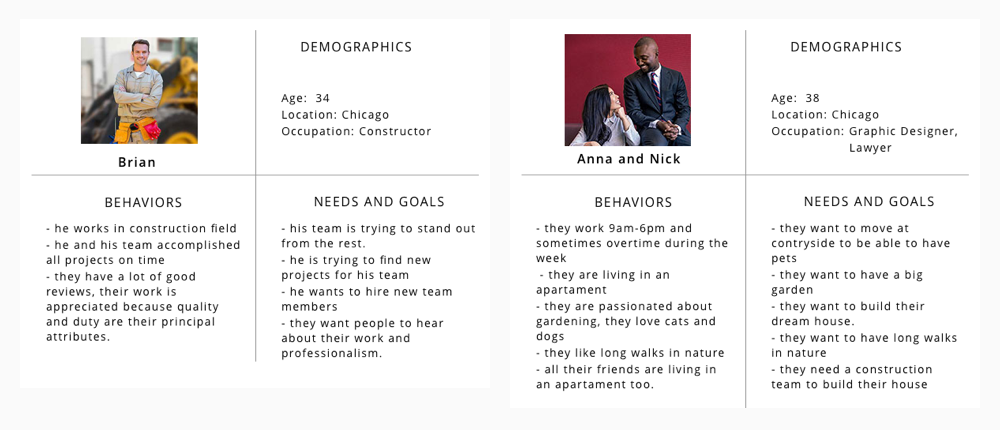 Brian
DEMOGRAPHICS
Age:  34
Location: Chicago
Occupation: Constructor
BEHAVIORS
- he works in construction field
- he and his team accomplished
all projects on time
- they have a lot of good
reviews, their work is
appreciated because quality
and duty are their principal
attributes.
NEEDS AND GOALS
- his team is trying to stand out
from the rest.
- he is trying to find new
projects for his team
- he wants to hire new team
members
- they want people to hear
about their work and
professionalism.
Anna and Nick
DEMOGRAPHICS
Age:  38
Location: Chicago
Occupation: Graphic Designer,
Lawyer
BEHAVIORS
- they work 9am-6pm and
sometimes overtime during the
week
- they are living in an
apartament
- they are passionated about
gardening, they love cats and
dogs
- they like long walks in nature
- all their friends are living in
an apartament too.
NEEDS AND GOALS
- they want to move at
contryside to be able to have
pets
- they want to have a big
garden
- they want to build their
dream house.
- they want to have long walks
in nature
- they need a construction
team to build their house